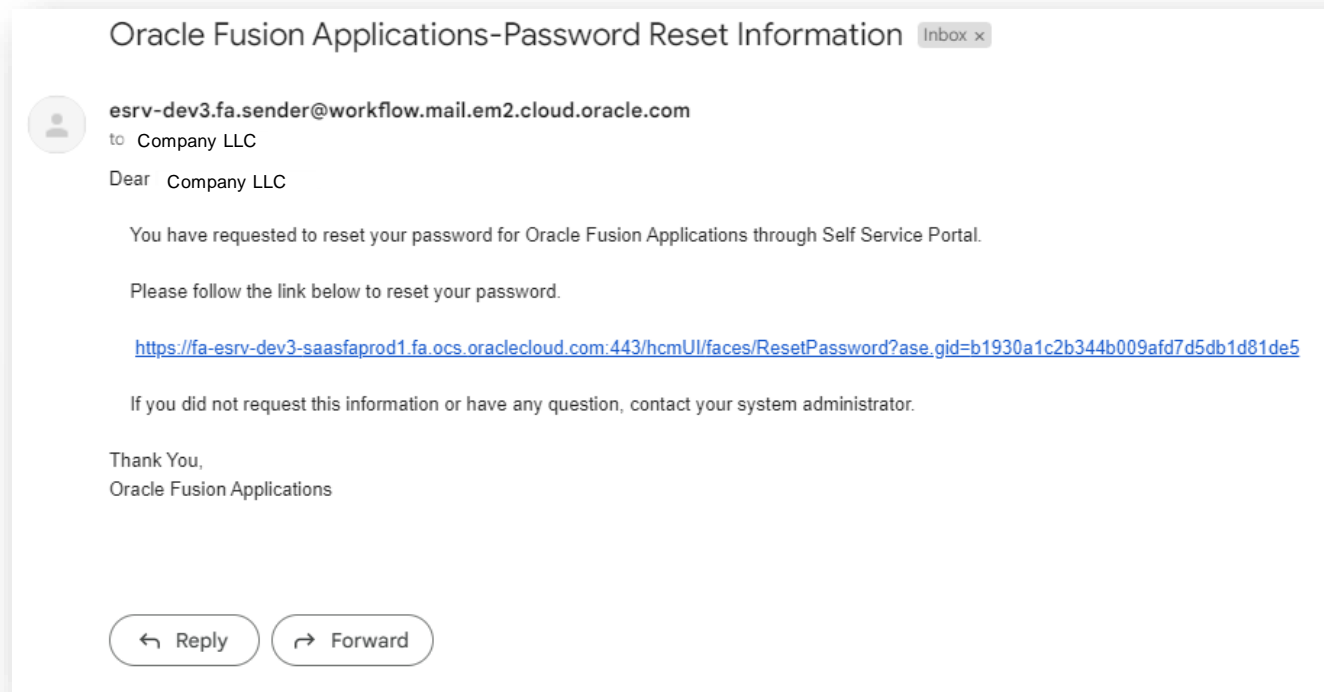 Oracle Fusion Applications-Password Reset Information Inbox ×
esrv-dev3.fa.sender@workflow.mail.em2.cloud.oracle.com
to Company LLC
Dear Company LLC
You have requested to reset your password for Oracle Fusion Applications through Self Service Portal.
Please follow the link below to reset your password.
https://fa-esrv-dev3-saasfaprod1.fa.ocs.oraclecloud.com:443/hcmUI/faces/ResetPassword?ase.gid=b1930a1c2b344b009afd7d5db1d81de5
If you did not request this information or have any question, contact your system administrator.
Thank You,
Oracle Fusion Applications
Reply Forward